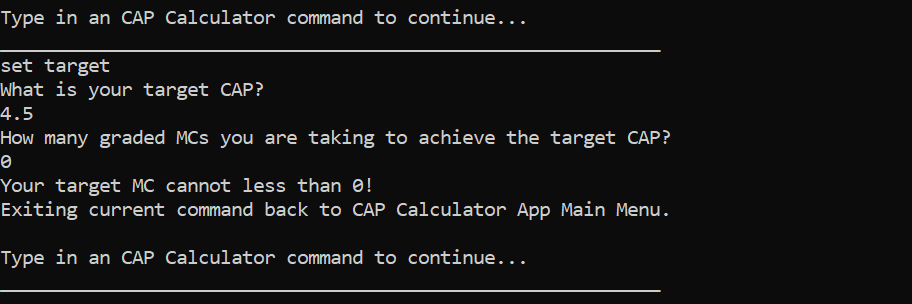 Type in an CAP Calculator command to continue...
____________________________________________________________
set target
What is your target CAP?
4.5
How many graded MCs you are taking to achieve the target CAP?
0
Your target MC cannot less than 0!
Exiting current command back to CAP Calculator App Main Menu.
Type in an CAP Calculator command to continue...
____________________________________________________________